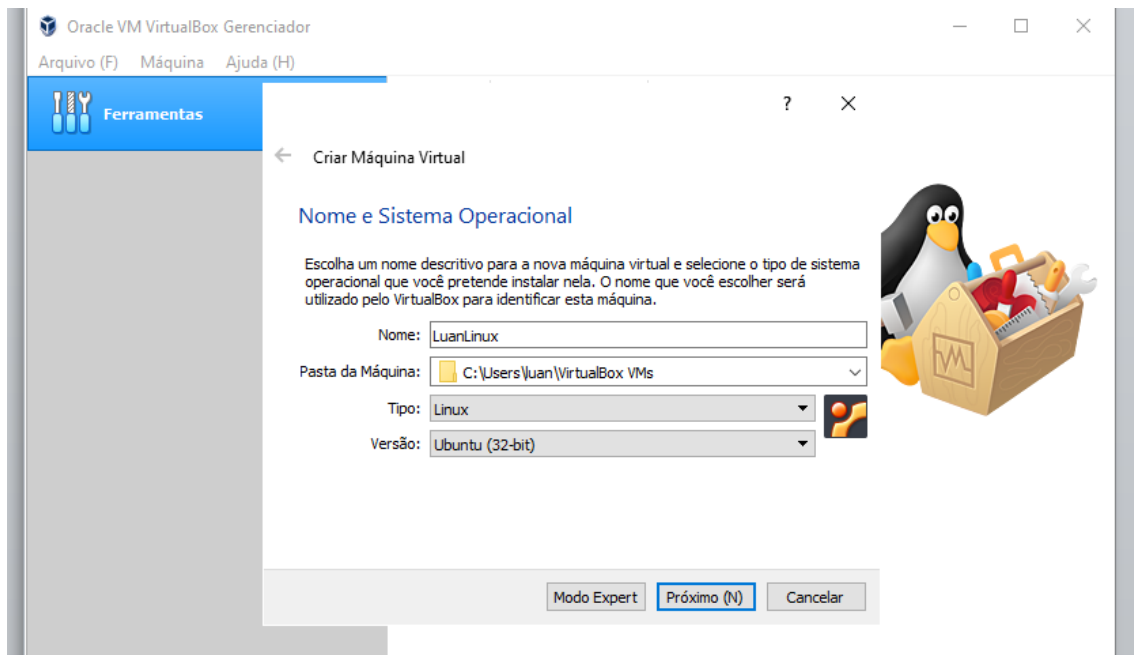 Oracle VM VirtualBox Gerenciador
Arquivo (F) Máquina Ajuda (H)
Ferramentas
?
Criar Máquina Virtual
Nome e Sistema Operacional
Escolha um nome descritivo para a nova máquina virtual e selecione o tipo de sistema
operacional que você pretende instalar nela. O nome que você escolher será
utilizado pelo VirtualBox para identificar esta máquina.
Nome: LuanLinux
Pasta da Máquina: C:\Users\luan\VirtualBox VMs
Tipo: Linux
Versão: Ubuntu (32-bit)
Modo Expert Próximo (N) Cancelar